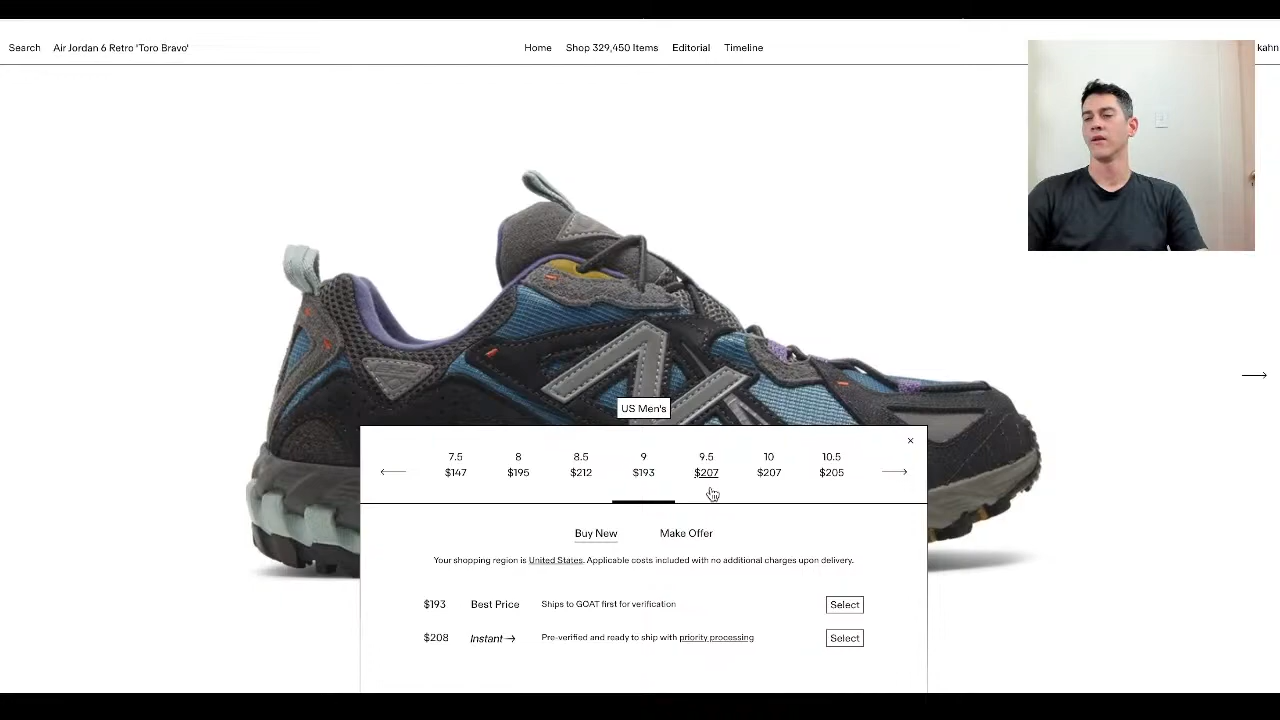 Search Air Jordan 6 Retro 'Toro Bravo' Home Shop 329,450 Items Editorial Timeline kahn
US Men's
7.5 8 8.5 9 9.5 10 10.5
$147 $195 $212 $193 $207 $207 $205
Buy New Make Offer
Your shopping region is United States. Applicable costs included with no additional charges upon delivery.
$193 Best Price Ships to GOAT first for verification Select
$208 Instant Pre-verified and ready to ship with priority processing Select